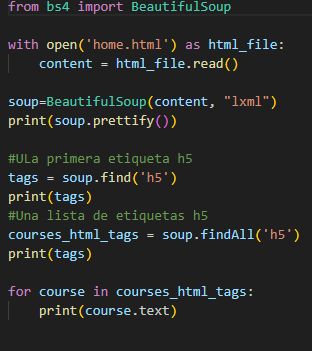 from bs4 import BeautifulSoup
with open('home.html') as html_file:
    content = html_file.read()
soup=BeautifulSoup(content, "lxml")
print(soup.prettify())
#ULa primera etiqueta h5
tags = soup.find('h5')
print(tags)
#Una lista de etiquetas h5
courses_html_tags = soup.findAll('h5')
print(tags)
for course in courses_html_tags:
    print(course.text)